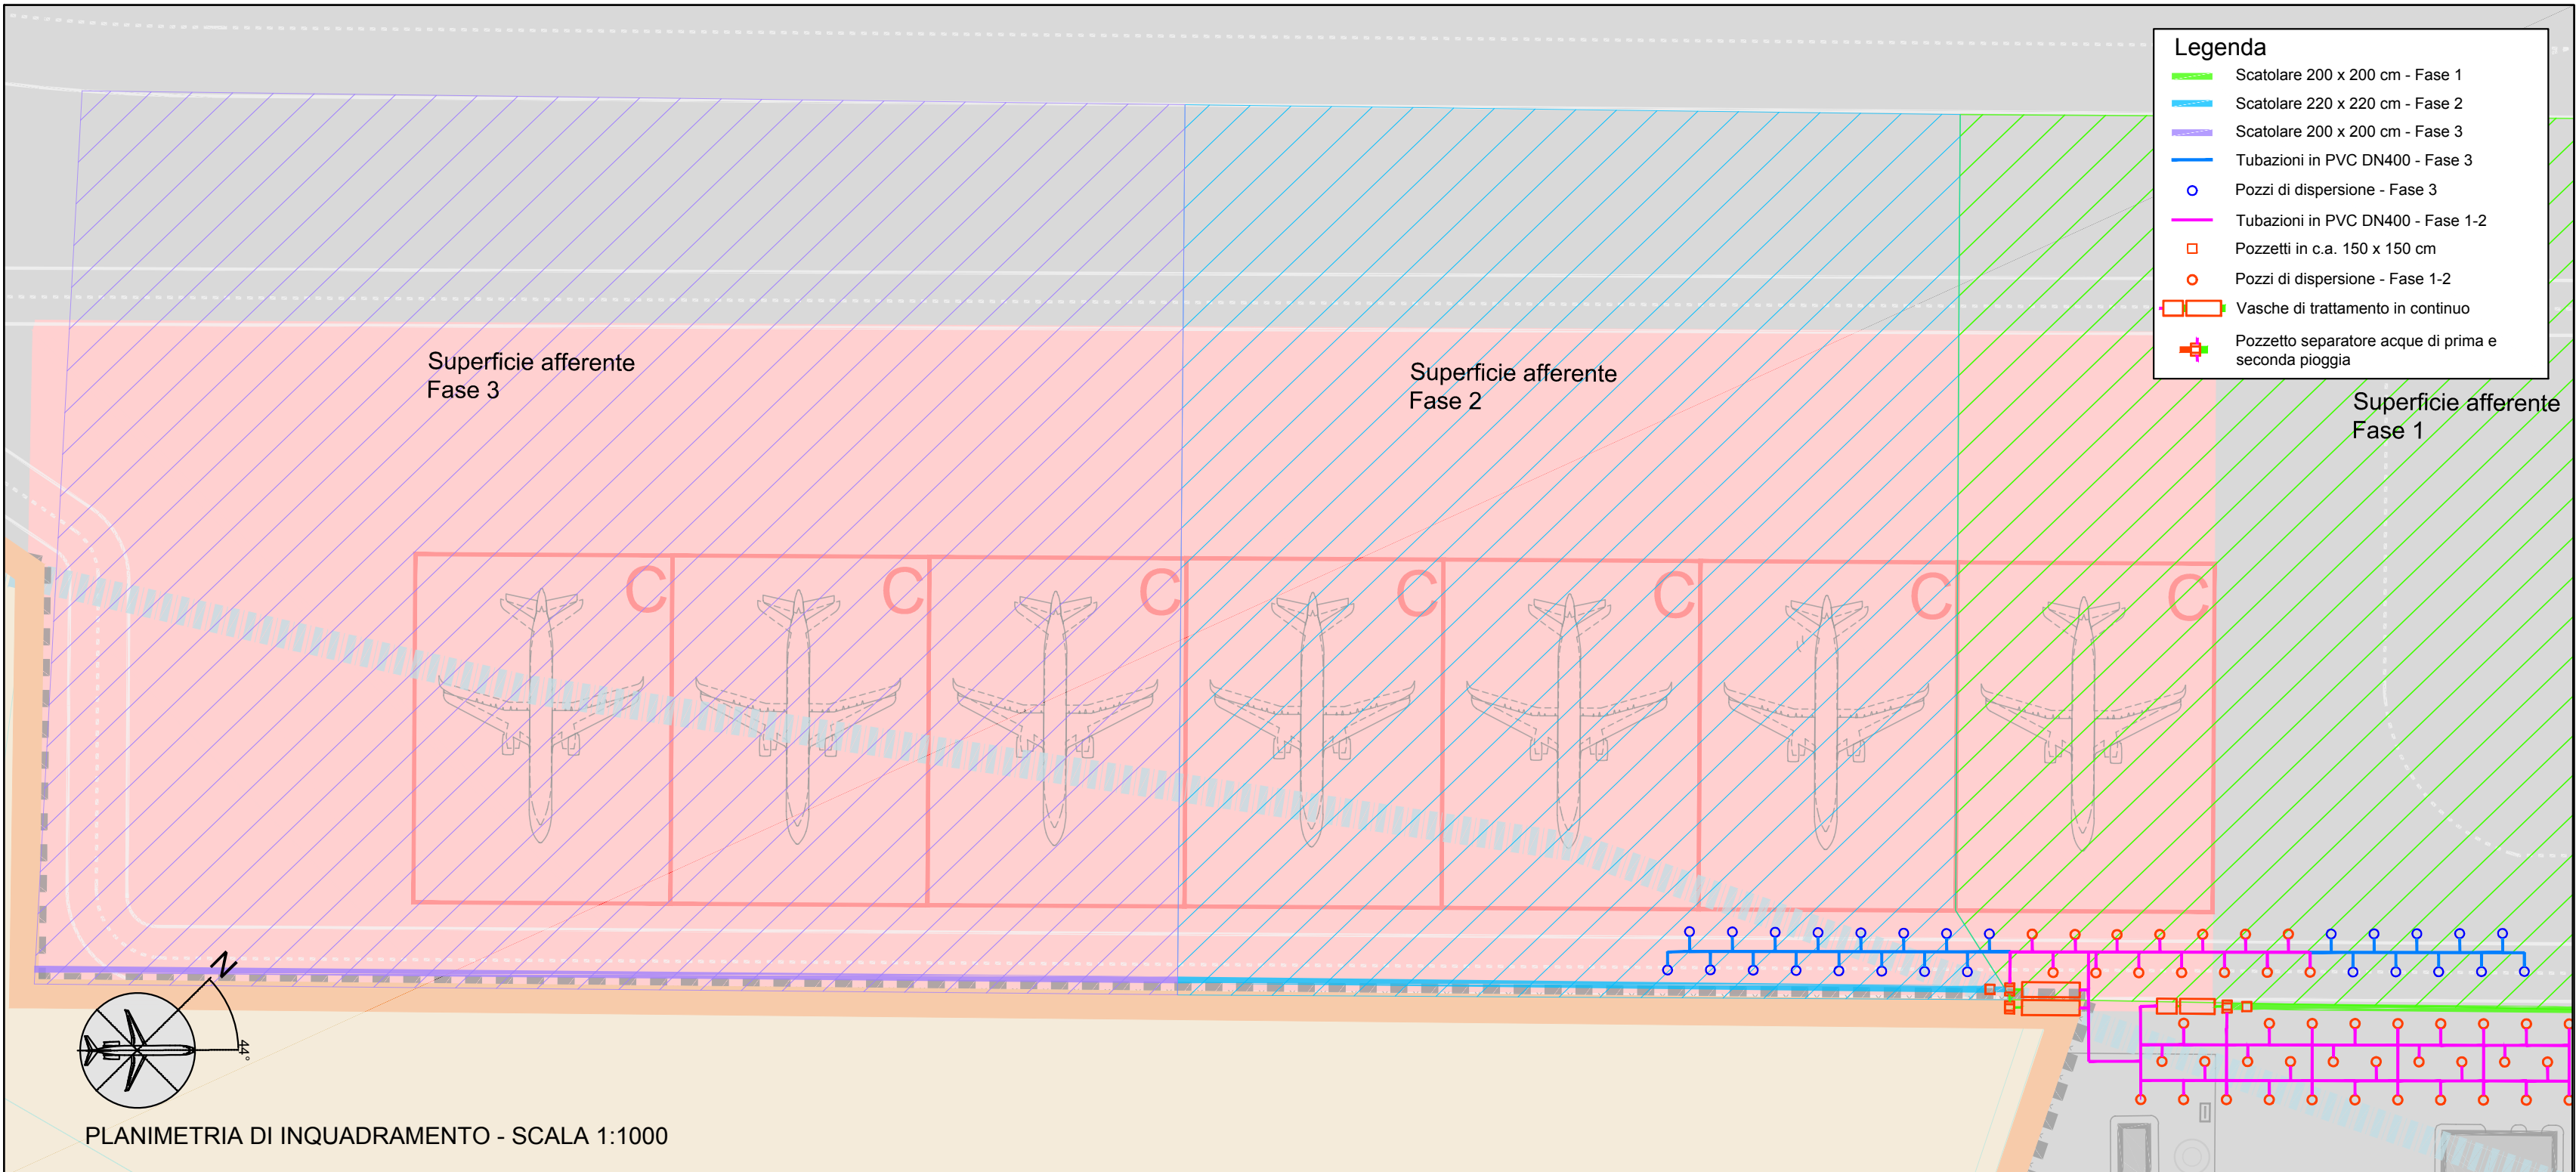 Legenda
Scatolare 200 x 200 cm - Fase 1
Scatolare 220 x 220 cm - Fase 2
Scatolare 200 x 200 cm - Fase 3
Tubazioni in PVC DN400 - Fase 3
Pozzi di dispersione - Fase 3
Tubazioni in PVC DN400 - Fase 1-2
Pozzetti in c.a. 150 x 150 cm
Pozzi di dispersione - Fase 1-2
Vasche di trattamento in continuo
Pozzetto separatore acque di prima e
seconda pioggia
Superficie afferente
Fase 3
Superficie afferente
Fase 2
Superficie afferente
Fase 1
C C C C C C C
N
44°
PLANIMETRIA DI INQUADRAMENTO - SCALA 1:1000